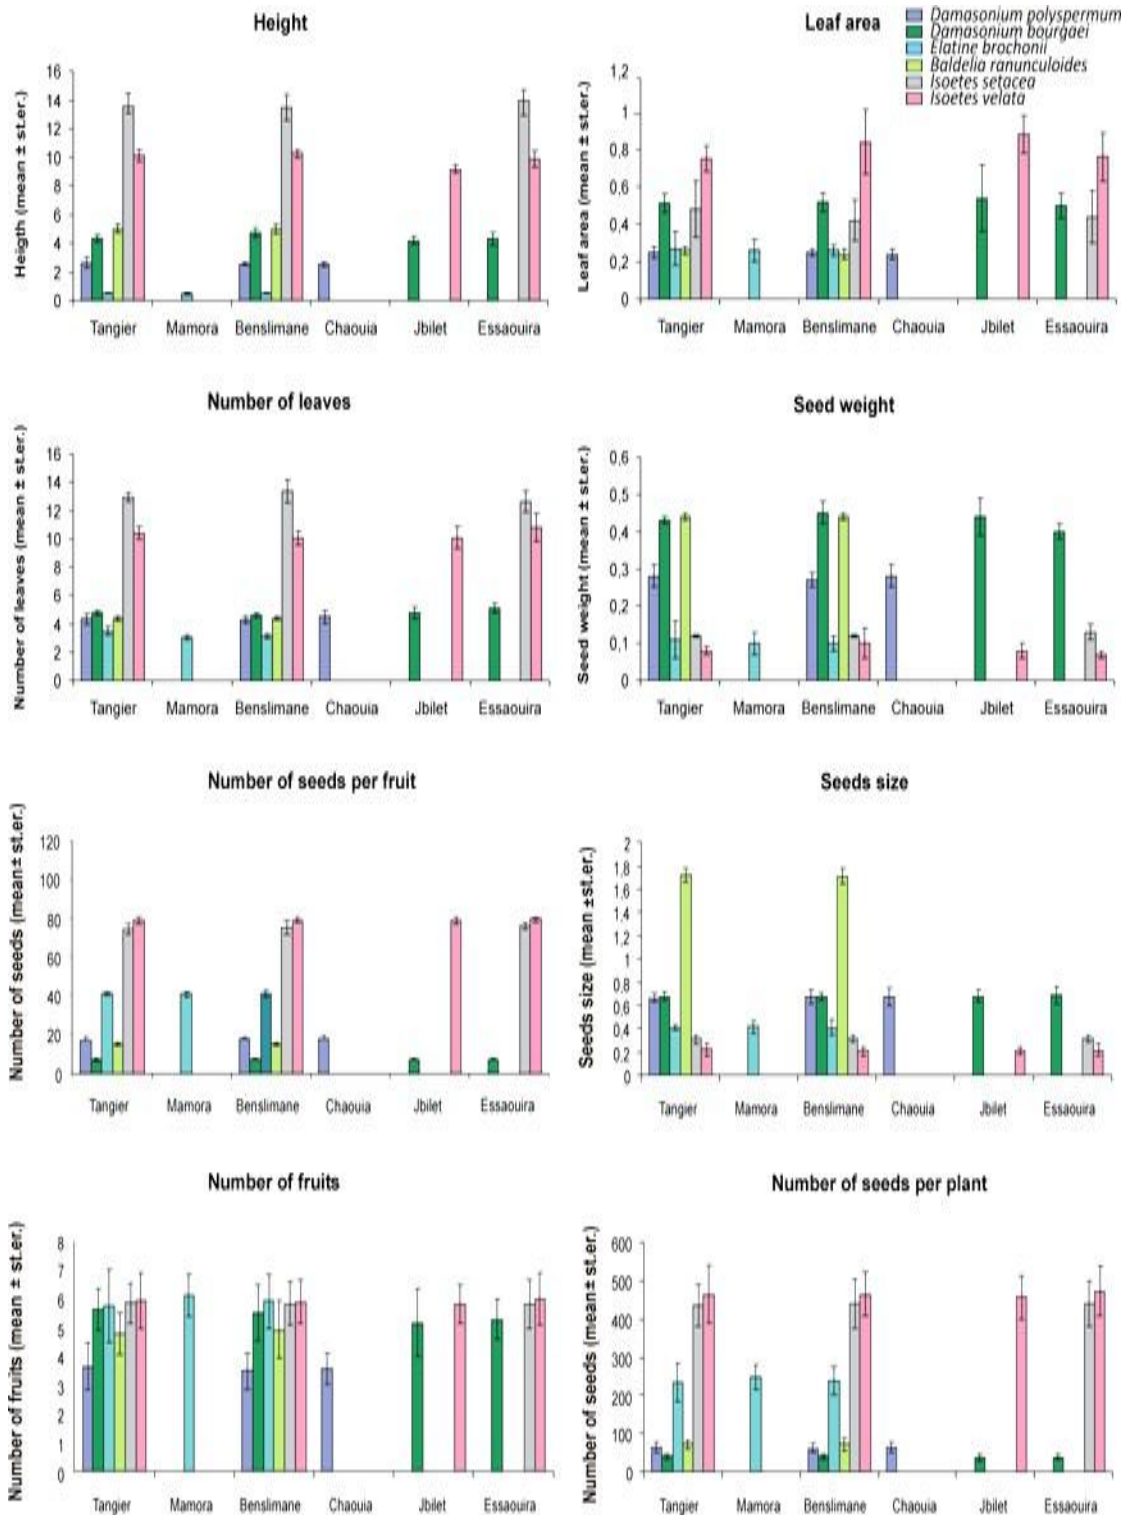 Height
Heigth (mean ± st.er.)
16
14
12
10
8
6
4
2
0
Tangier Mamora Benslimane Chaouia Jbilet Essaouira
Leaf area
Damasonium polyspermum
Damasonium bourgaei
Elatine brochonii
Baldelia ranunculoides
Isoetes setacea
Isoetes velata
Leaf area (mean ± st.er.)
1,2
1
0,8
0,6
0,4
0,2
0
Tangier Mamora Benslimane Chaouia Jbilet Essaouira
Number of leaves
Number of leaves (mean ± st.er.)
16
14
12
10
8
6
4
2
0
Tangier Mamora Benslimane Chaouia Jbilet Essaouira
Seed weight
Seed weight (mean ± st.er.)
0,6
0,5
0,4
0,3
0,2
0,1
0
Tangier Mamora Benslimane Chaouia Jbilet Essaouira
Number of seeds per fruit
Number of seeds (mean± st.er.)
120
100
80
60
40
20
0
Tangier Mamora Benslimane Chaouia Jbilet Essaouira
Seeds size
Seeds size (mean ±st.er.)
2
1,8
1,6
1,4
1,2
1
0,8
0,6
0,4
0,2
0
Tangier Mamora Benslimane Chaouia Jbilet Essaouira
Number of fruits
Number of fruits (mean ± st.er.)
8
7
6
5
4
3
2
1
0
Tangier Mamora Benslimane Chaouia Jbilet Essaouira
Number of seeds per plant
Number of seeds (mean± st.er.)
600
500
400
300
200
100
0
Tangier Mamora Benslimane Chaouia Jbilet Essaouira